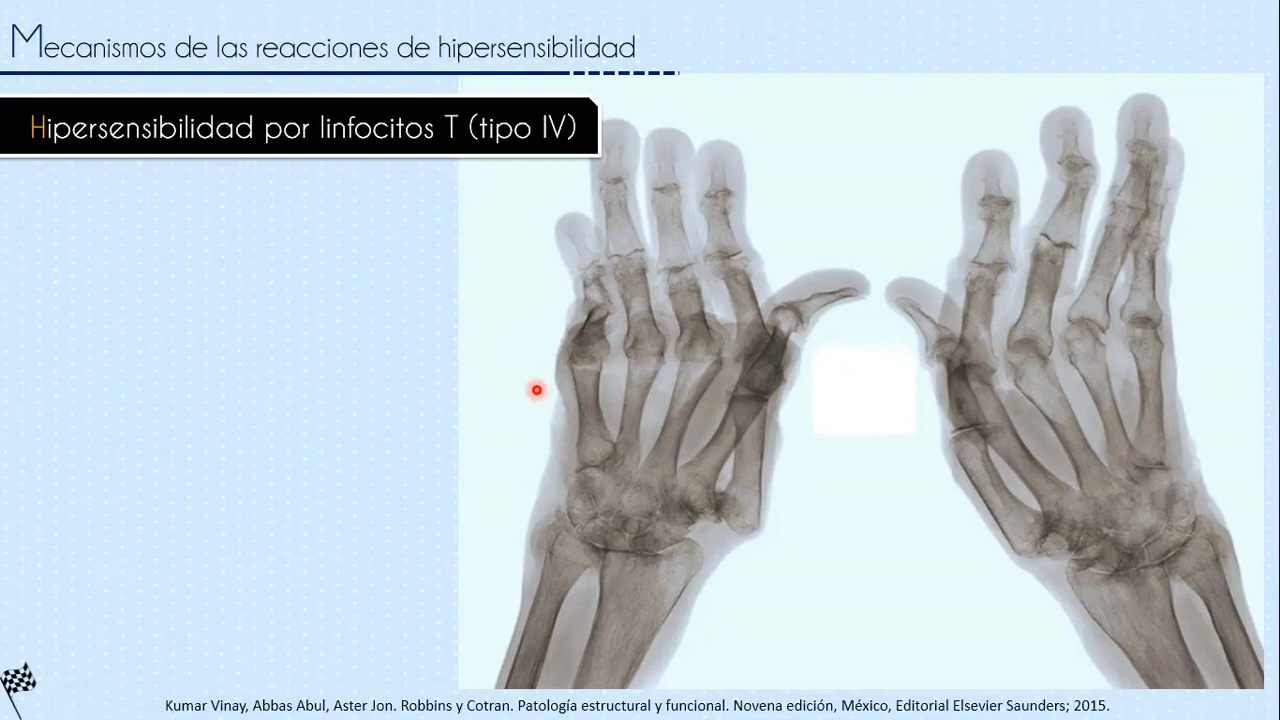 Mecanismos de las reacciones de hipersensibilidad
Hipersensibilidad por linfocitos T (tipo IV)
Kumar Vinay, Abbas Abul, Aster Jon. Robbins y Cotran. Patología estructural y funcional. Novena edición, México, Editorial Elsevier Saunders; 2015.